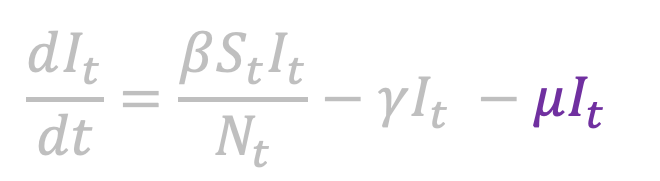 dI_t/dt = βS_tI_t/N_t − γI_t − μI_t